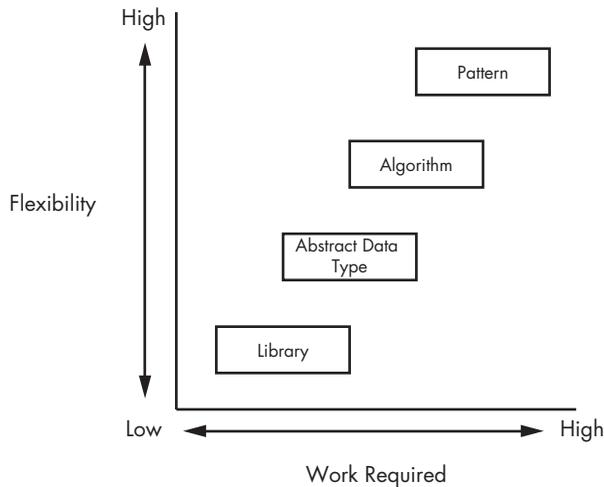 High
Pattern
Algorithm
Flexibility
Abstract Data
Type
Library
Low
High
Work Required